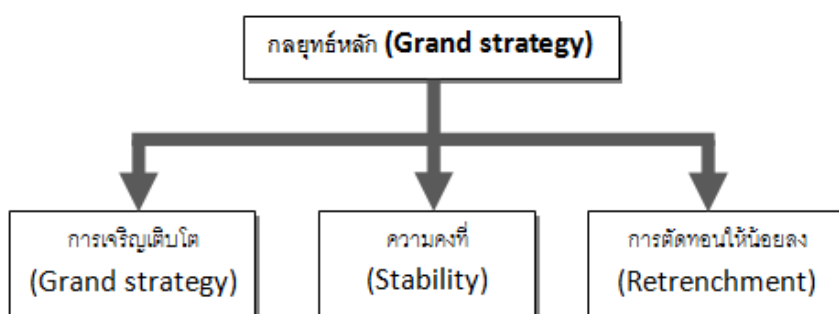 กลยุทธ์หลัก (Grand strategy)
การเจริญเติบโต
(Grand strategy)
ความคงที่
(Stability)
การตัดทอนให้น้อยลง
(Retrenchment)